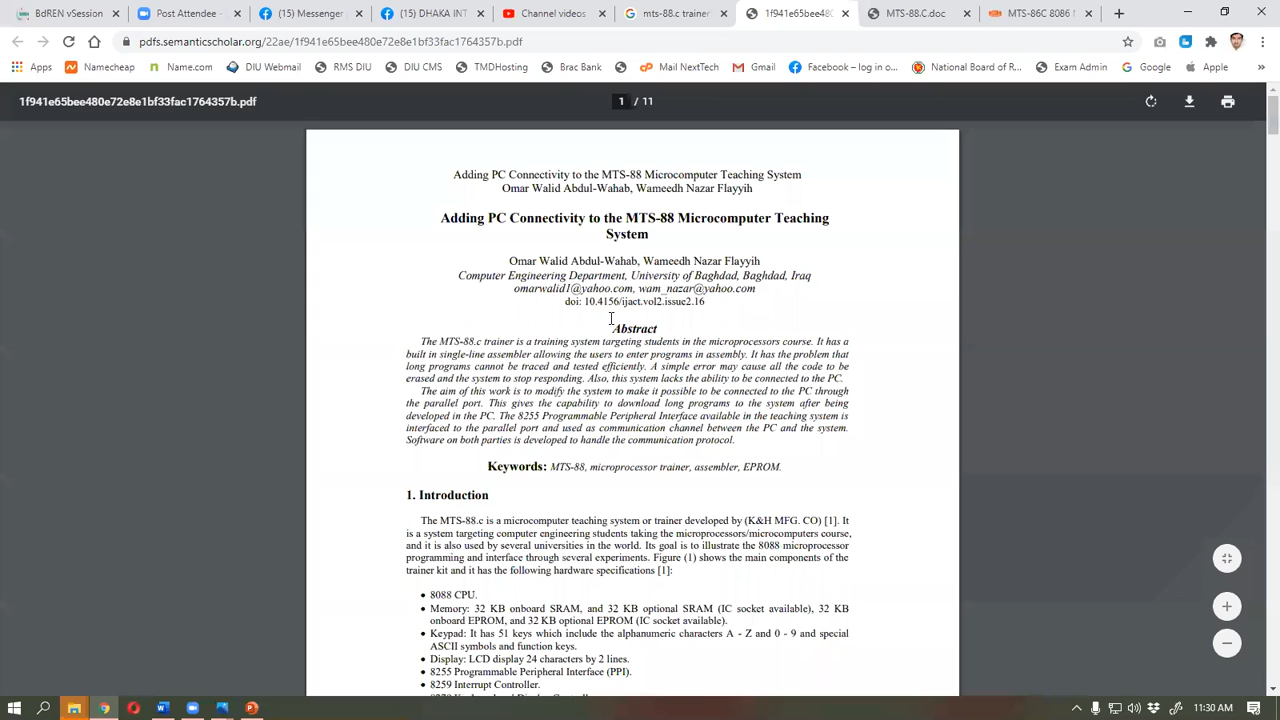 BdREN vSession
Post Attendee -
(15) Messenger
(15) DHAKA INT
Channel videos
mts-88.c trainer
1f941e65bee480
MTS-88.C.doc
MTS-86C 8086
pdfs.semanticscholar.org/22ae/1f941e65bee480e72e8e1bf33fac1764357b.pdf
Apps
Namecheap
Name.com
DIU Webmail
RMS DIU
DIU CMS
TMDHosting
Brac Bank
Mail NextTech
Gmail
Facebook – log in o...
National Board of R...
Exam Admin
Google
Apple
»
1f941e65bee480e72e8e1bf33fac1764357b.pdf
1 / 11
Adding PC Connectivity to the MTS-88 Microcomputer Teaching System
Omar Walid Abdul-Wahab, Wameedh Nazar Flayyih
Adding PC Connectivity to the MTS-88 Microcomputer Teaching
System
Omar Walid Abdul-Wahab, Wameedh Nazar Flayyih
Computer Engineering Department, University of Baghdad, Baghdad, Iraq
omarwalid1@yahoo.com, wam_nazar@yahoo.com
doi: 10.4156/ijact.vol2.issue2.16
Abstract
The MTS-88.c trainer is a training system targeting students in the microprocessors course. It has a
built in single-line assembler allowing the users to enter programs in assembly. It has the problem that
long programs cannot be traced and tested efficiently. A simple error may cause all the code to be
erased and the system to stop responding. Also, this system lacks the ability to be connected to the PC.
The aim of this work is to modify the system to make it possible to be connected to the PC through
the parallel port. This gives the capability to download long programs to the system after being
developed in the PC. The 8255 Programmable Peripheral Interface available in the teaching system is
interfaced to the parallel port and used as communication channel between the PC and the system.
Software on both parties is developed to handle the communication protocol.
Keywords: MTS-88, microprocessor trainer, assembler, EPROM.
1. Introduction
The MTS-88.c is a microcomputer teaching system or trainer developed by (K&H MFG. CO) [1]. It
is a system targeting computer engineering students taking the microprocessors/microcomputers course,
and it is also used by several universities in the world. Its goal is to illustrate the 8088 microprocessor
programming and interface through several experiments. Figure (1) shows the main components of the
trainer kit and it has the following hardware specifications [1]:
• 8088 CPU.
• Memory: 32 KB onboard SRAM, and 32 KB optional SRAM (IC socket available), 32 KB
onboard EPROM, and 32 KB optional EPROM (IC socket available).
• Keypad: It has 51 keys which include the alphanumeric characters A - Z and 0 - 9 and special
ASCII symbols and function keys.
• Display: LCD display 24 characters by 2 lines.
• 8255 Programmable Peripheral Interface (PPI).
• 8259 Interrupt Controller.
11:30 AM